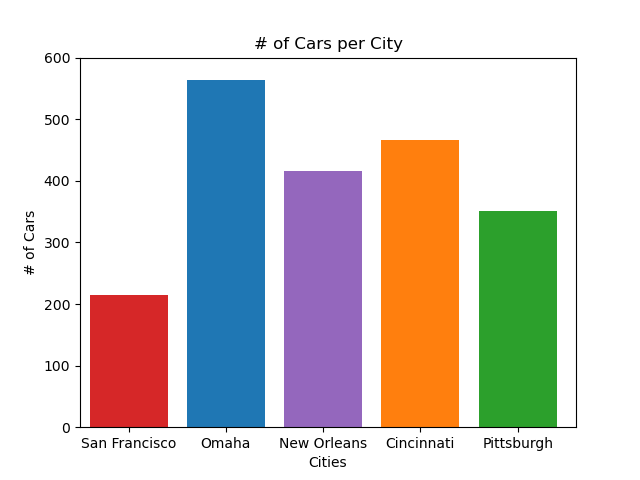 # of Cars per City
600
500
400
300
200
100
0
# of Cars
San Francisco Omaha New Orleans Cincinnati Pittsburgh
Cities